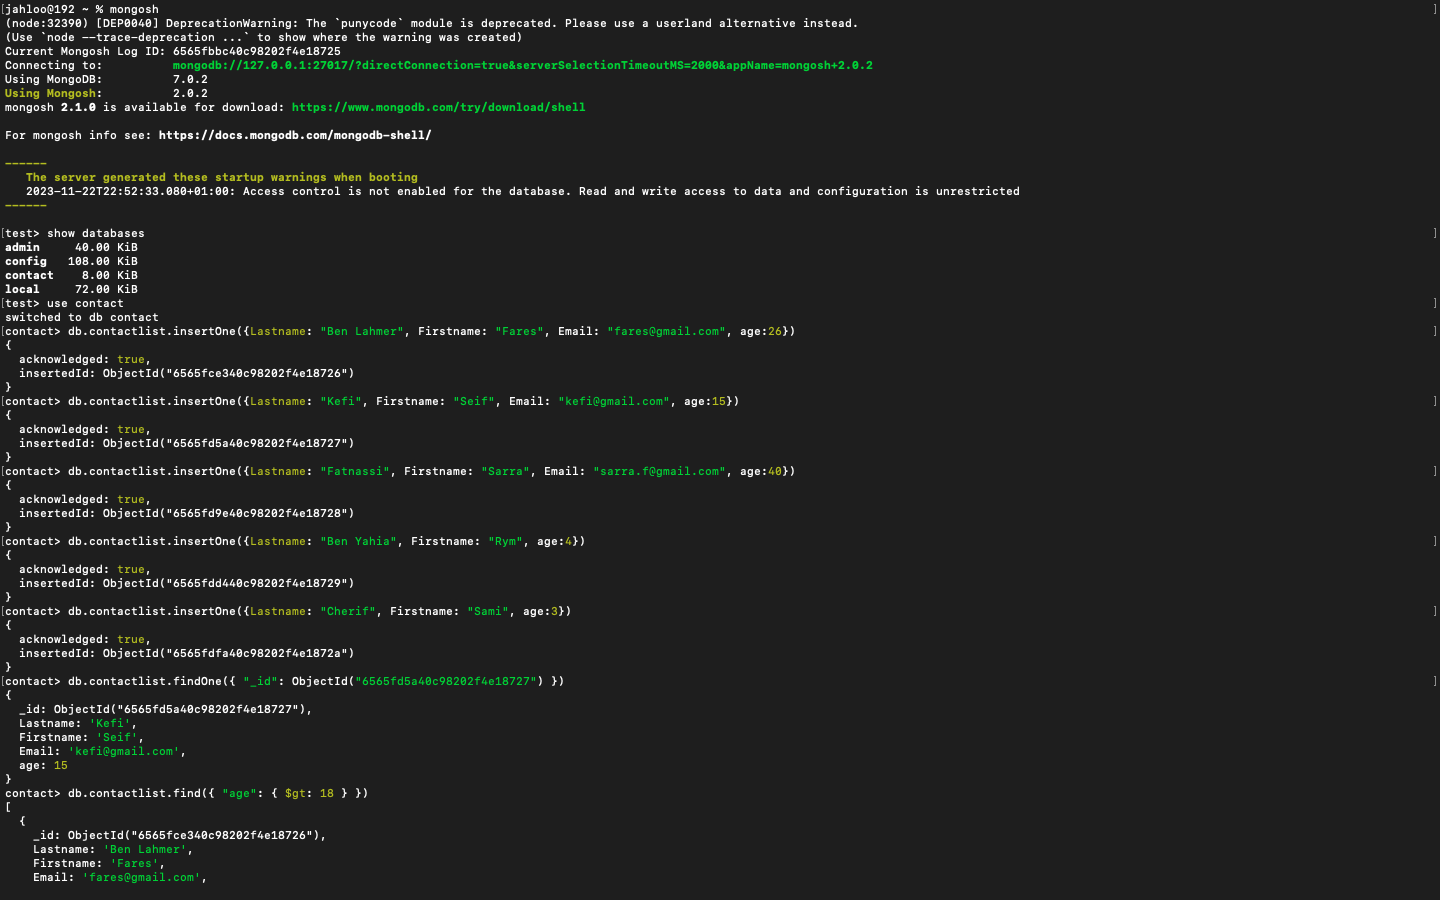 [jahloo@192 ~ % mongosh ]
(node:32390) [DEP0040] DeprecationWarning: The `punycode` module is deprecated. Please use a userland alternative instead.
(Use `node --trace-deprecation ...` to show where the warning was created)
Current Mongosh Log ID: 6565fbbc40c98202f4e18725
Connecting to:          mongodb://127.0.0.1:27017/?directConnection=true&serverSelectionTimeoutMS=2000&appName=mongosh+2.0.2
Using MongoDB:          7.0.2
Using Mongosh:          2.0.2
mongosh 2.1.0 is available for download: https://www.mongodb.com/try/download/shell
For mongosh info see: https://docs.mongodb.com/mongodb-shell/
------
   The server generated these startup warnings when booting
   2023-11-22T22:52:33.080+01:00: Access control is not enabled for the database. Read and write access to data and configuration is unrestricted
------
[test> show databases ]
admin     40.00 KiB
config   108.00 KiB
contact    8.00 KiB
local     72.00 KiB
[test> use contact ]
switched to db contact
[contact> db.contactlist.insertOne({Lastname: "Ben Lahmer", Firstname: "Fares", Email: "fares@gmail.com", age:26}) ]
{
  acknowledged: true,
  insertedId: ObjectId("6565fce340c98202f4e18726")
}
[contact> db.contactlist.insertOne({Lastname: "Kefi", Firstname: "Seif", Email: "kefi@gmail.com", age:15}) ]
{
  acknowledged: true,
  insertedId: ObjectId("6565fd5a40c98202f4e18727")
}
[contact> db.contactlist.insertOne({Lastname: "Fatnassi", Firstname: "Sarra", Email: "sarra.f@gmail.com", age:40}) ]
{
  acknowledged: true,
  insertedId: ObjectId("6565fd9e40c98202f4e18728")
}
[contact> db.contactlist.insertOne({Lastname: "Ben Yahia", Firstname: "Rym", age:4}) ]
{
  acknowledged: true,
  insertedId: ObjectId("6565fdd440c98202f4e18729")
}
[contact> db.contactlist.insertOne({Lastname: "Cherif", Firstname: "Sami", age:3}) ]
{
  acknowledged: true,
  insertedId: ObjectId("6565fdfa40c98202f4e1872a")
}
[contact> db.contactlist.findOne({ "_id": ObjectId("6565fd5a40c98202f4e18727") }) ]
{
  _id: ObjectId("6565fd5a40c98202f4e18727"),
  Lastname: 'Kefi',
  Firstname: 'Seif',
  Email: 'kefi@gmail.com',
  age: 15
}
contact> db.contactlist.find({ "age": { $gt: 18 } })
[
  {
    _id: ObjectId("6565fce340c98202f4e18726"),
    Lastname: 'Ben Lahmer',
    Firstname: 'Fares',
    Email: 'fares@gmail.com',